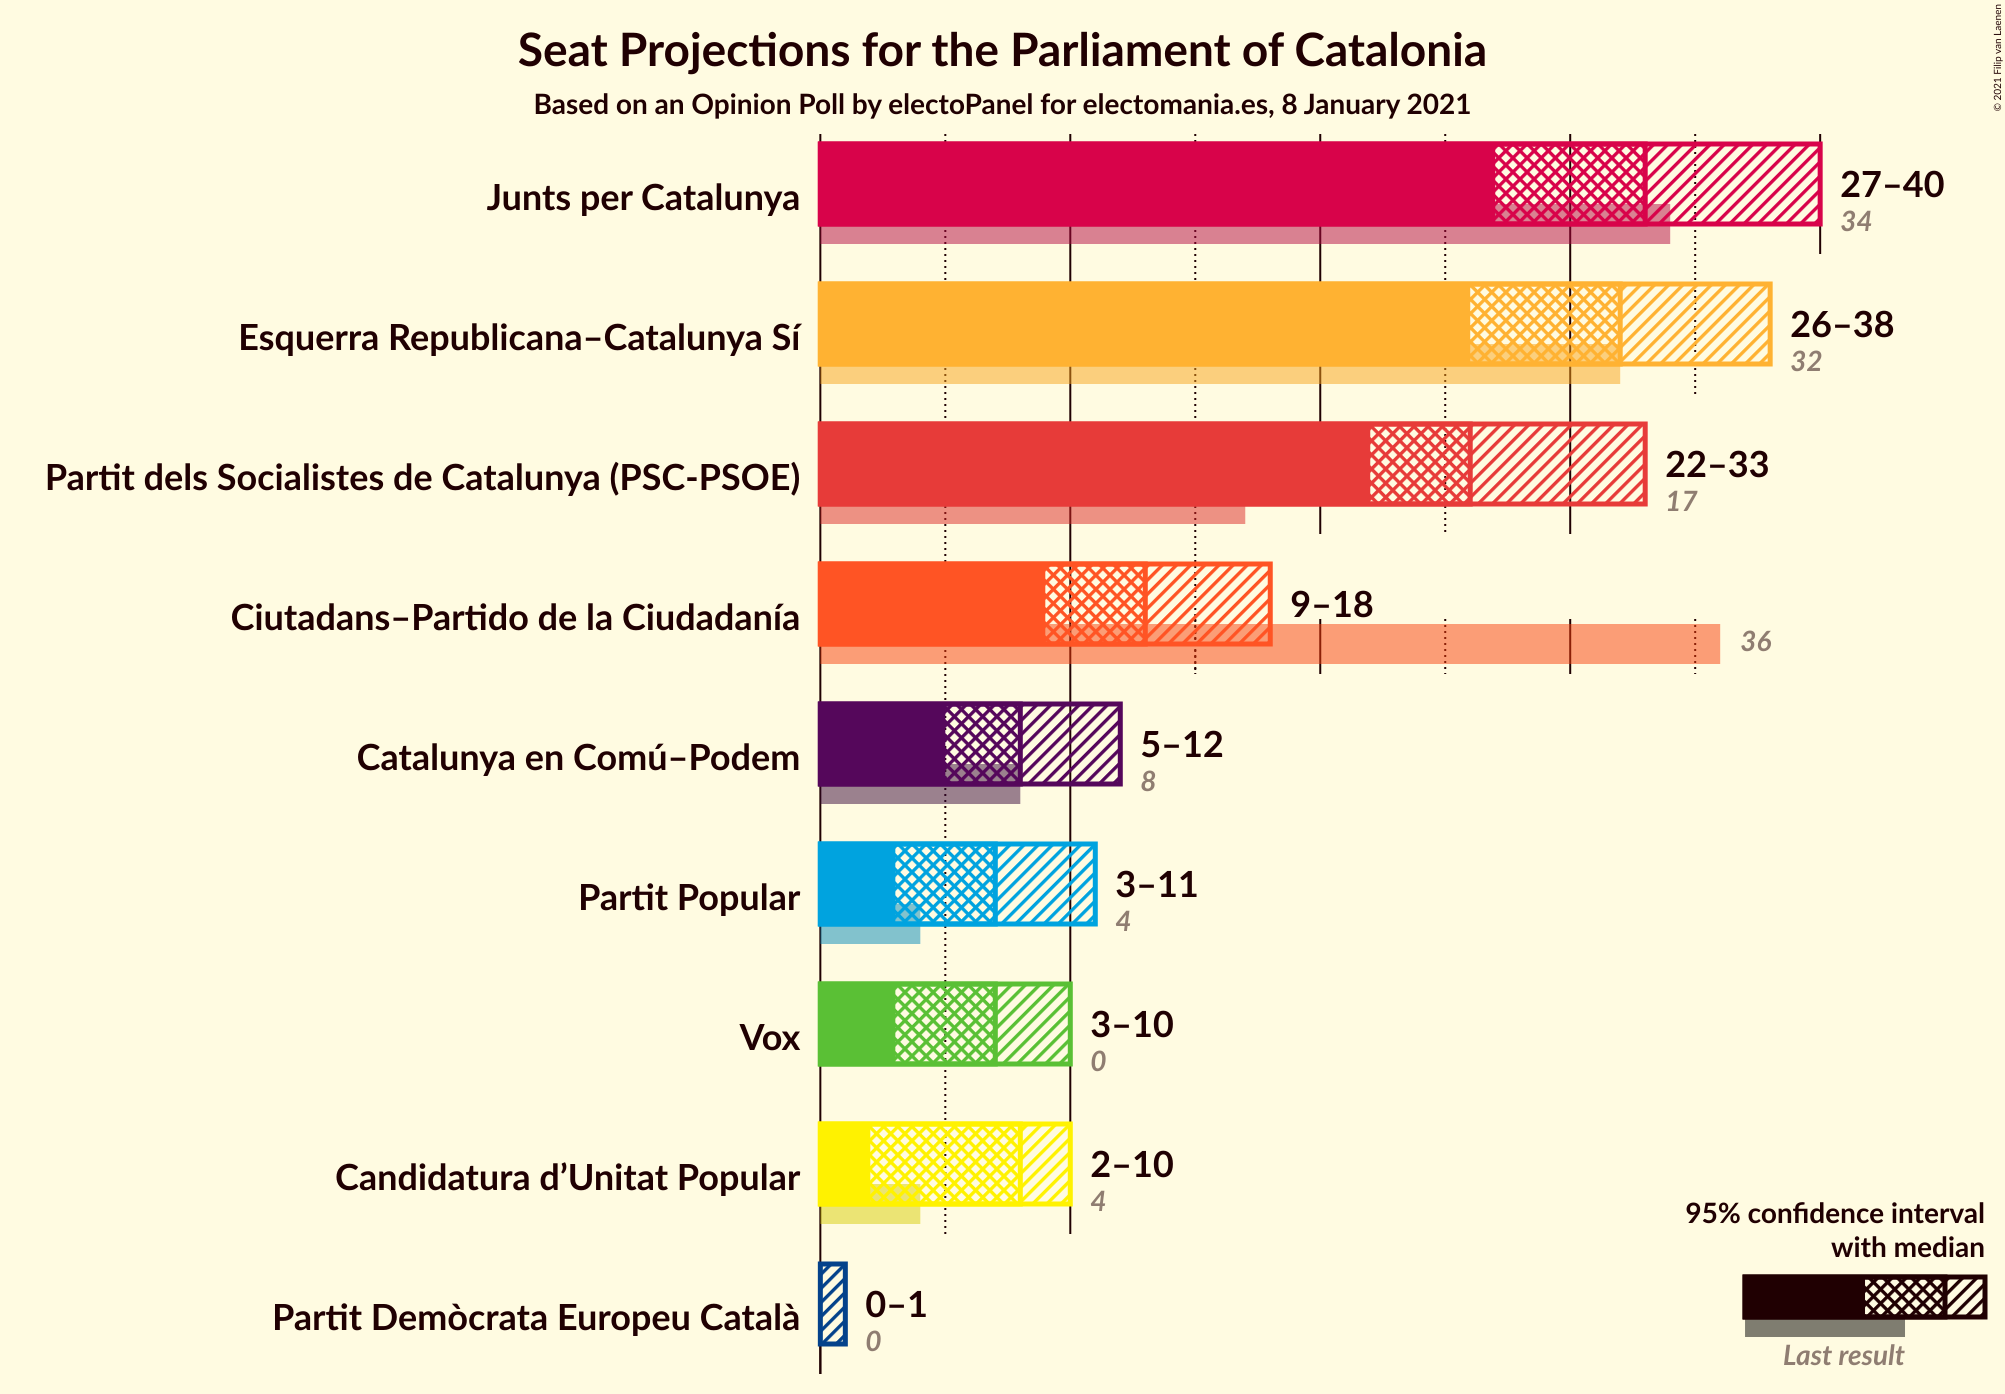 Seat Projections for the Parliament of Catalonia
Based on an Opinion Poll by electoPanel for electomania.es, 8 January 2021
© 2021 Filip van Laenen
Junts per Catalunya
27–40
34
Esquerra Republicana–Catalunya Sí
26–38
32
Partit dels Socialistes de Catalunya (PSC-PSOE)
22–33
17
Ciutadans–Partido de la Ciudadanía
9–18
36
Catalunya en Comú–Podem
5–12
8
Partit Popular
3–11
4
Vox
3–10
0
Candidatura d’Unitat Popular
2–10
4
Partit Demòcrata Europeu Català
0–1
0
95% confidence interval
with median
Last result